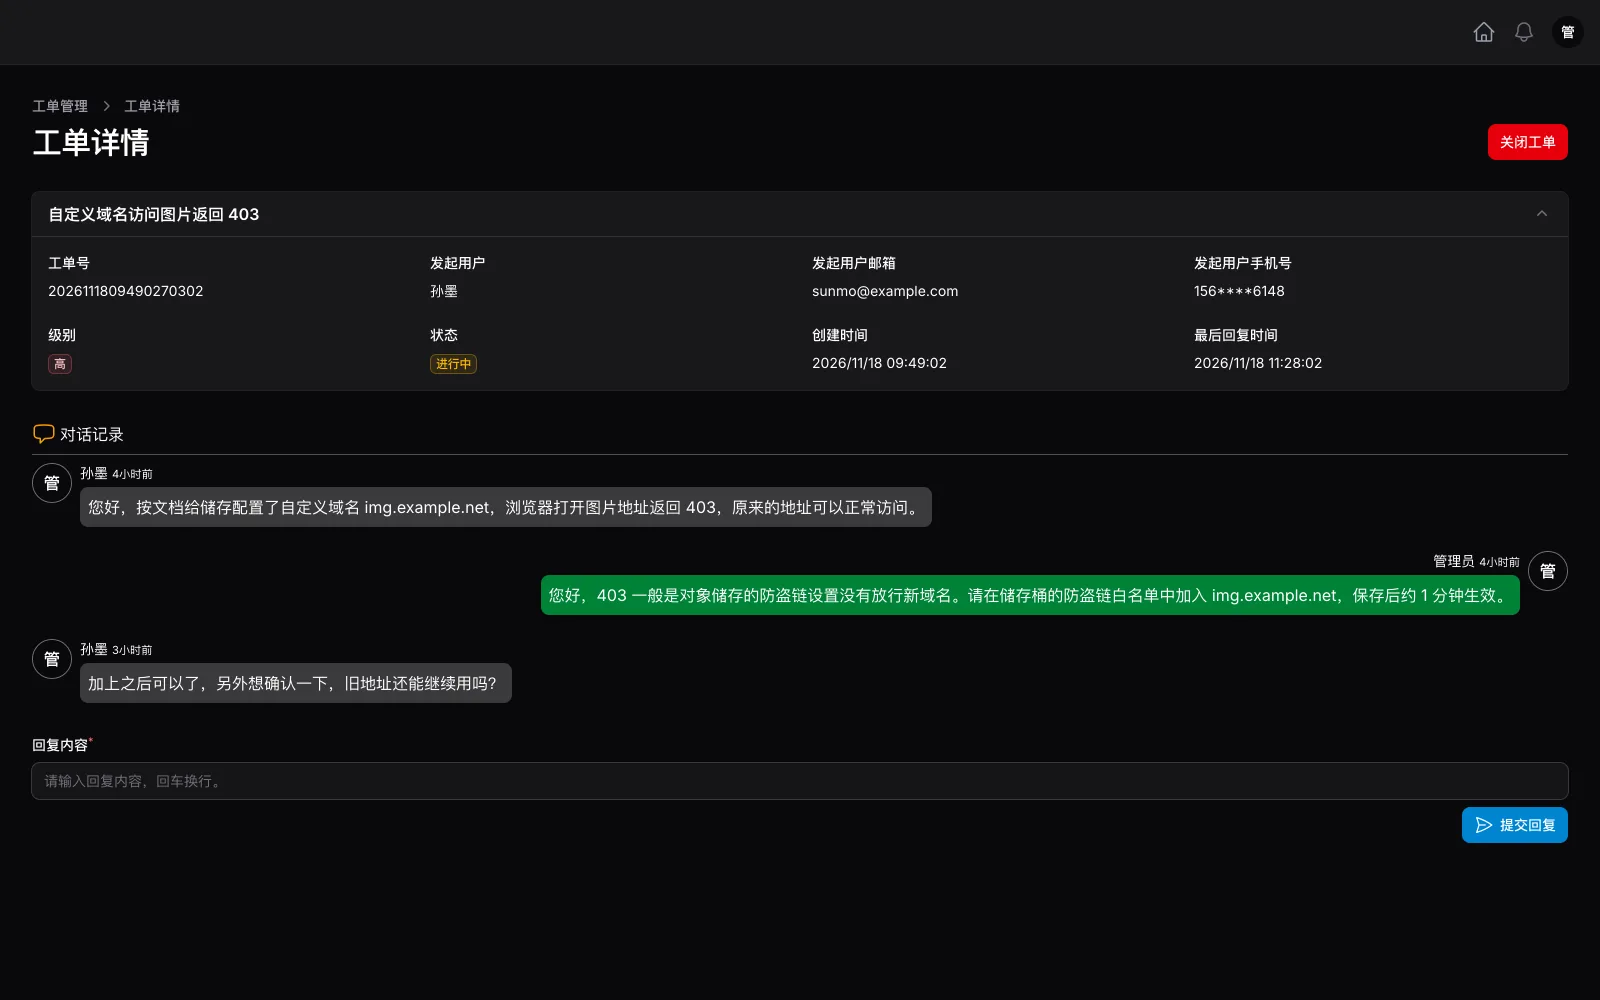 管
工单管理 > 工单详情
工单详情
关闭工单
自定义域名访问图片返回 403
工单号 发起用户 发起用户邮箱 发起用户手机号
2026111809490270302 孙墨 sunmo@example.com 156****6148
级别 状态 创建时间 最后回复时间
高 进行中 2026/11/18 09:49:02 2026/11/18 11:28:02
对话记录
管 孙墨 4小时前
您好，按文档给储存配置了自定义域名 img.example.net，浏览器打开图片地址返回 403，原来的地址可以正常访问。
管理员 4小时前 管
您好，403 一般是对象储存的防盗链设置没有放行新域名。请在储存桶的防盗链白名单中加入 img.example.net，保存后约 1 分钟生效。
管 孙墨 3小时前
加上之后可以了，另外想确认一下，旧地址还能继续用吗？
回复内容*
请输入回复内容，回车换行。
提交回复